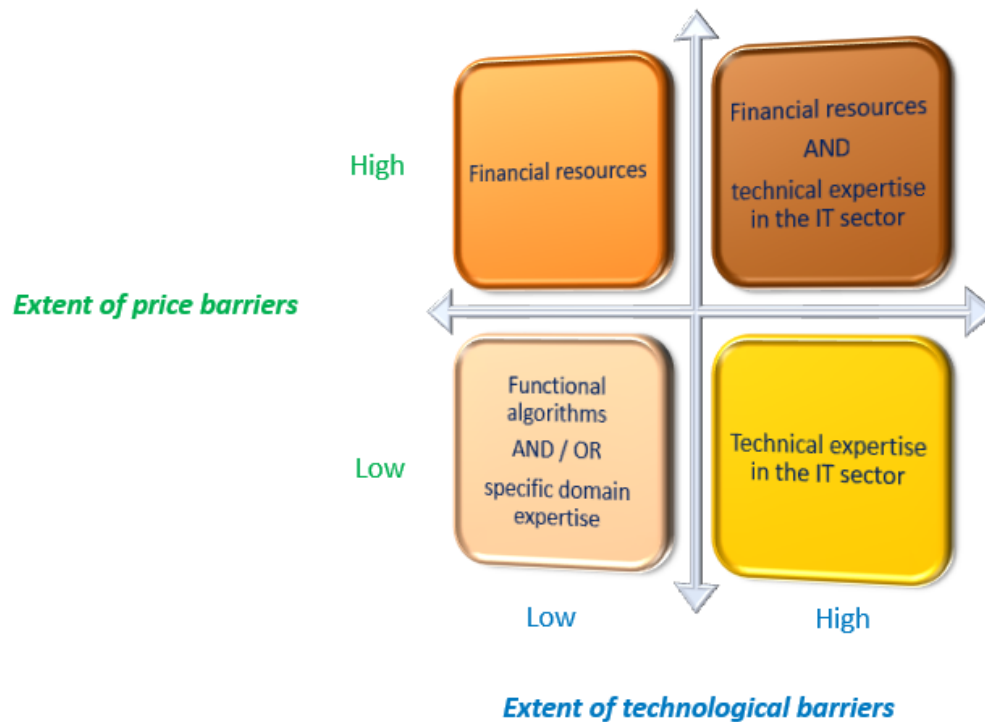 Financial resources
Financial resources
AND
technical expertise
in the IT sector
High
Extent of price barriers
Functional
algorithms
AND / OR
specific domain
expertise
Technical expertise
in the IT sector
Low
Low
High
Extent of technological barriers